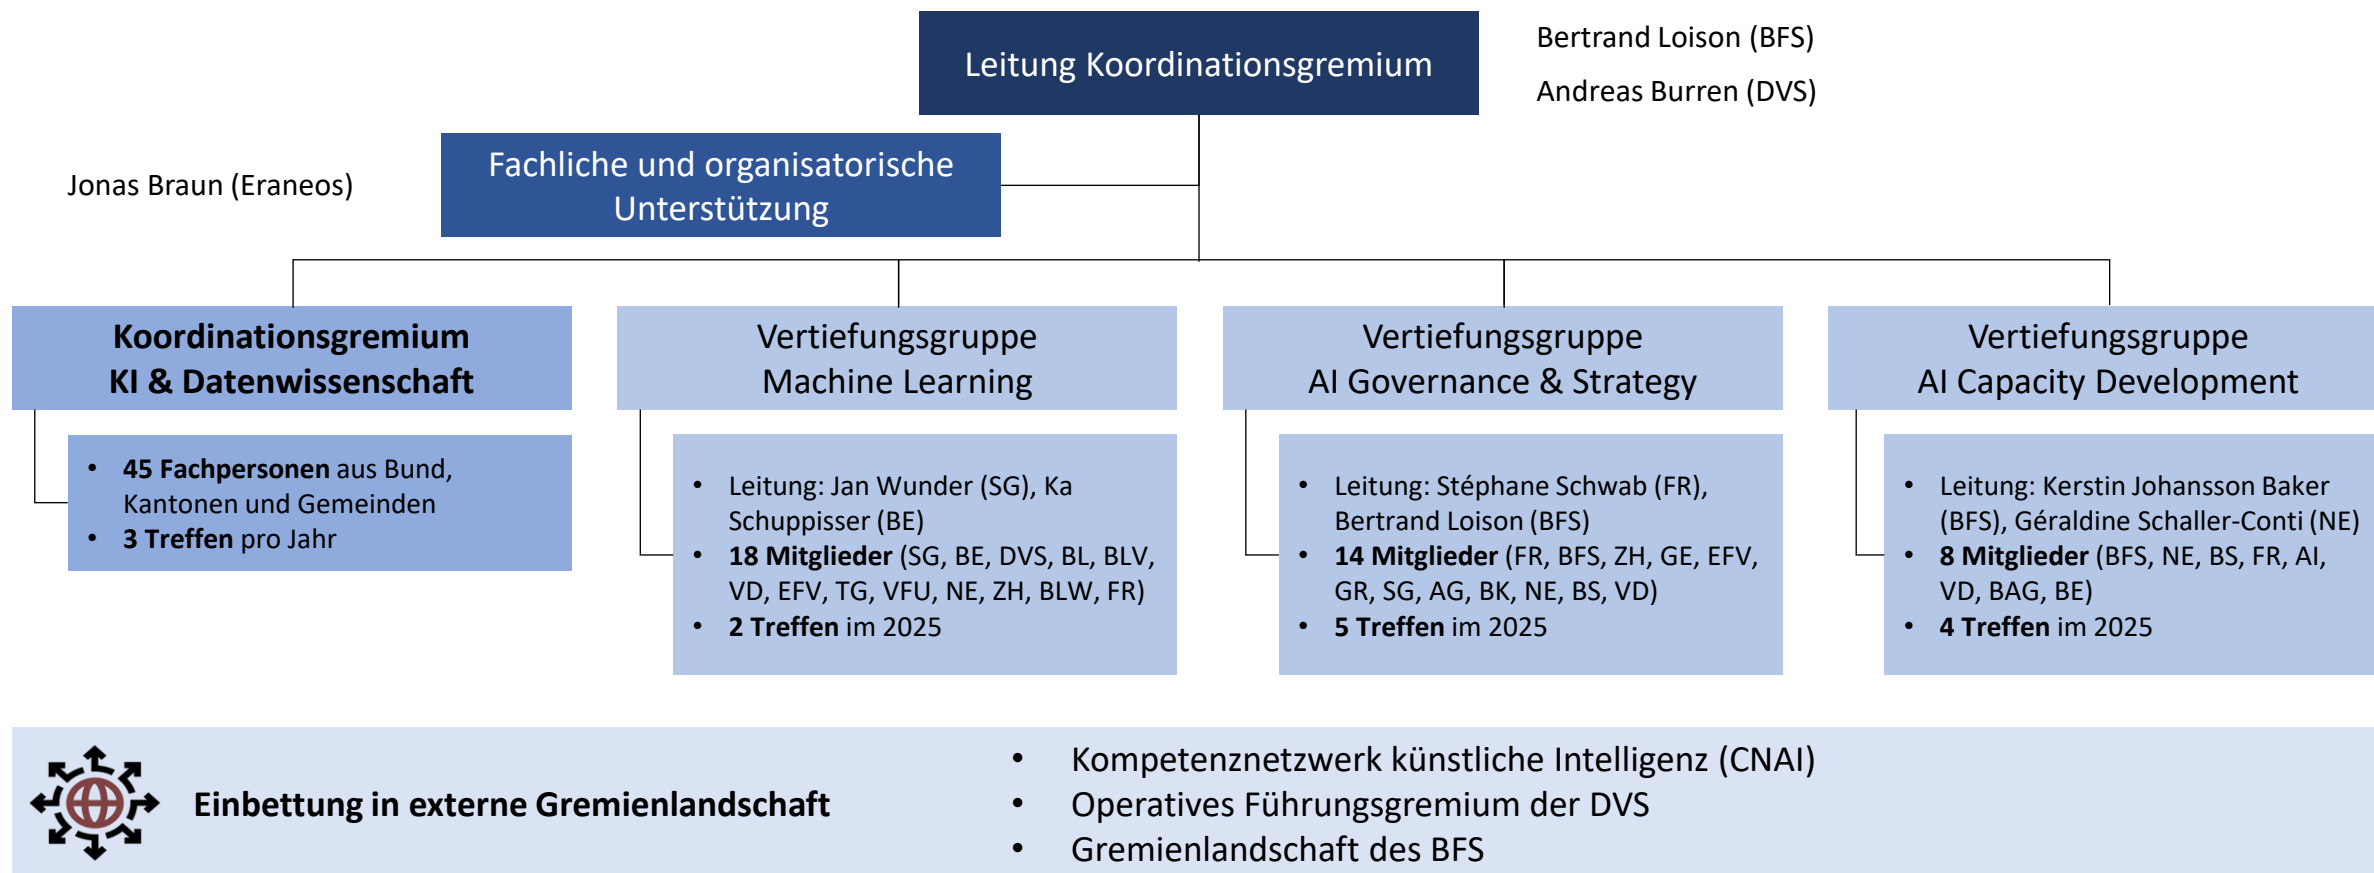 Leitung Koordinationsgremium
Bertrand Loison (BFS)
Andreas Burren (DVS)
Jonas Braun (Eraneos)
Fachliche und organisatorische
Unterstützung
Koordinationsgremium
KI & Datenwissenschaft
• 45 Fachpersonen aus Bund,
Kantonen und Gemeinden
• 3 Treffen pro Jahr
Vertiefungsgruppe
Machine Learning
• Leitung: Jan Wunder (SG), Ka
Schuppisser (BE)
• 18 Mitglieder (SG, BE, DVS, BL, BLV,
VD, EFV, TG, VFU, NE, ZH, BLW, FR)
• 2 Treffen im 2025
Vertiefungsgruppe
AI Governance & Strategy
• Leitung: Stéphane Schwab (FR),
Bertrand Loison (BFS)
• 14 Mitglieder (FR, BFS, ZH, GE, EFV,
GR, SG, AG, BK, NE, BS, VD)
• 5 Treffen im 2025
Vertiefungsgruppe
AI Capacity Development
• Leitung: Kerstin Johansson Baker
(BFS), Géraldine Schaller-Conti (NE)
• 8 Mitglieder (BFS, NE, BS, FR, AI,
VD, BAG, BE)
• 4 Treffen im 2025
Einbettung in externe Gremienlandschaft
• Kompetenznetzwerk künstliche Intelligenz (CNAI)
• Operatives Führungsgremium der DVS
• Gremienlandschaft des BFS